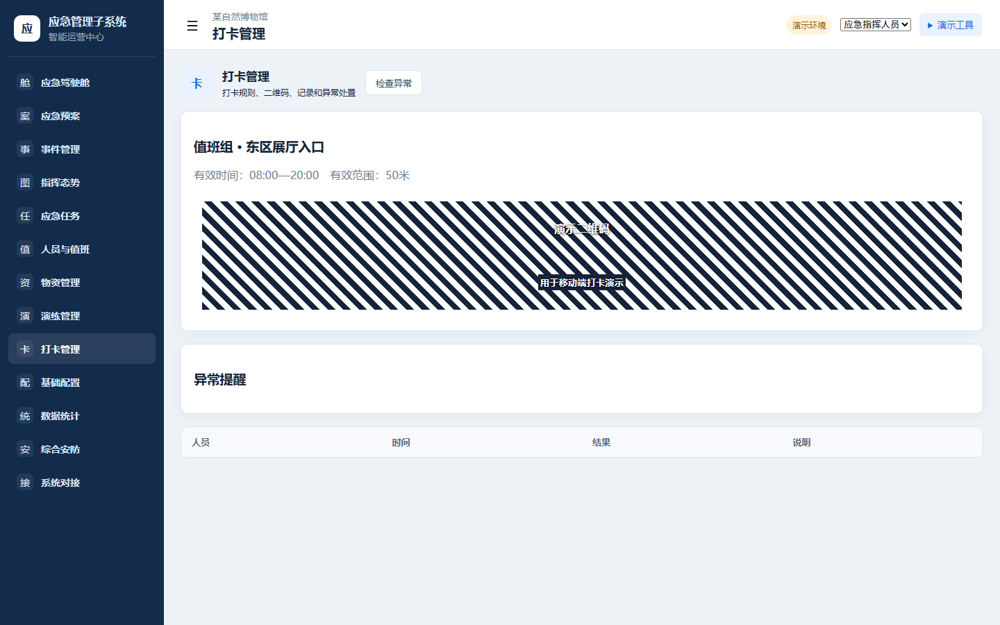 应
应急管理子系统
智能运营中心
舱 应急驾驶舱
案 应急预案
事 事件管理
图 指挥态势
任 应急任务
值 人员与值班
资 物资管理
演 演练管理
卡 打卡管理
配 基础配置
统 数据统计
安 综合安防
接 系统对接
☰
某自然博物馆
打卡管理
演示环境
应急指挥人员
▶ 演示工具
卡
打卡管理
打卡规则、二维码、记录和异常处置
检查异常
值班组 · 东区展厅入口
有效时间：08:00—20:00 有效范围：50米
演示二维码
用于移动端打卡演示
异常提醒
人员 时间 结果 说明